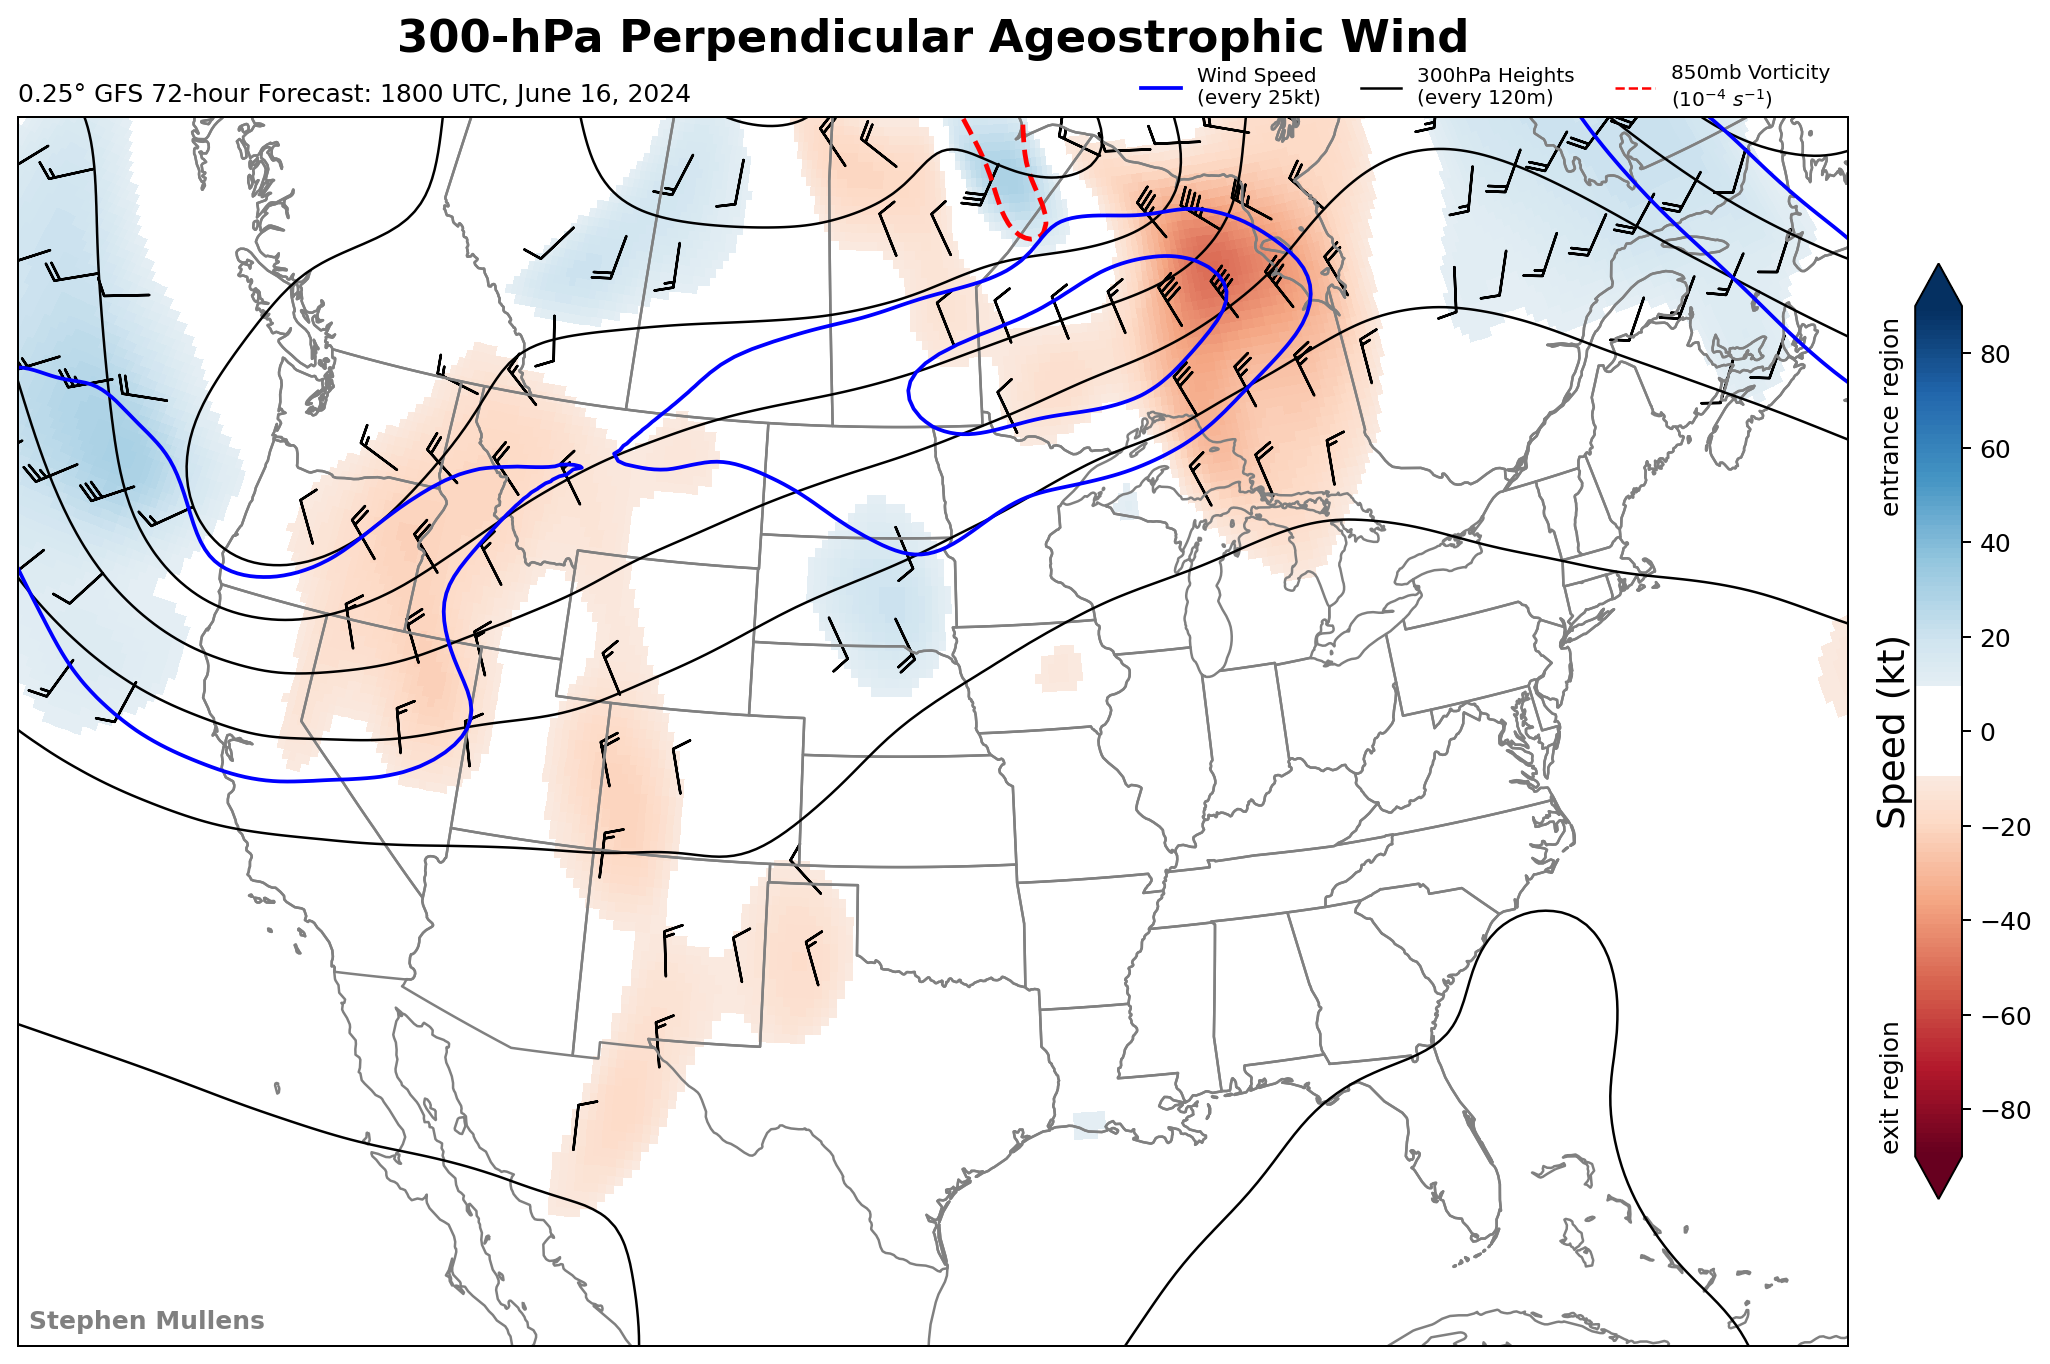 300-hPa Perpendicular Ageostrophic Wind
0.25° GFS 72-hour Forecast: 1800 UTC, June 16, 2024
Wind Speed
(every 25kt)
300hPa Heights
(every 120m)
850mb Vorticity
(10⁻⁴ s⁻¹)
entrance region
Speed (kt)
exit region
80
60
40
20
0
−20
−40
−60
−80
Stephen Mullens